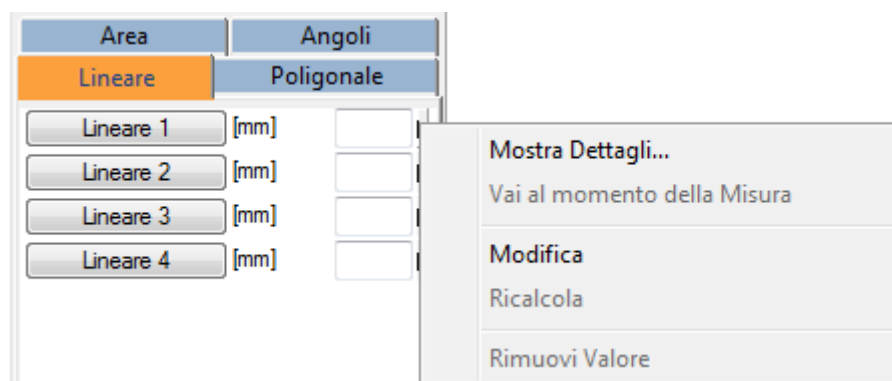 Area Angoli
Lineare Poligonale
Lineare 1 [mm]
Lineare 2 [mm]
Lineare 3 [mm]
Lineare 4 [mm]
Mostra Dettagli...
Vai al momento della Misura
Modifica
Ricalcola
Rimuovi Valore